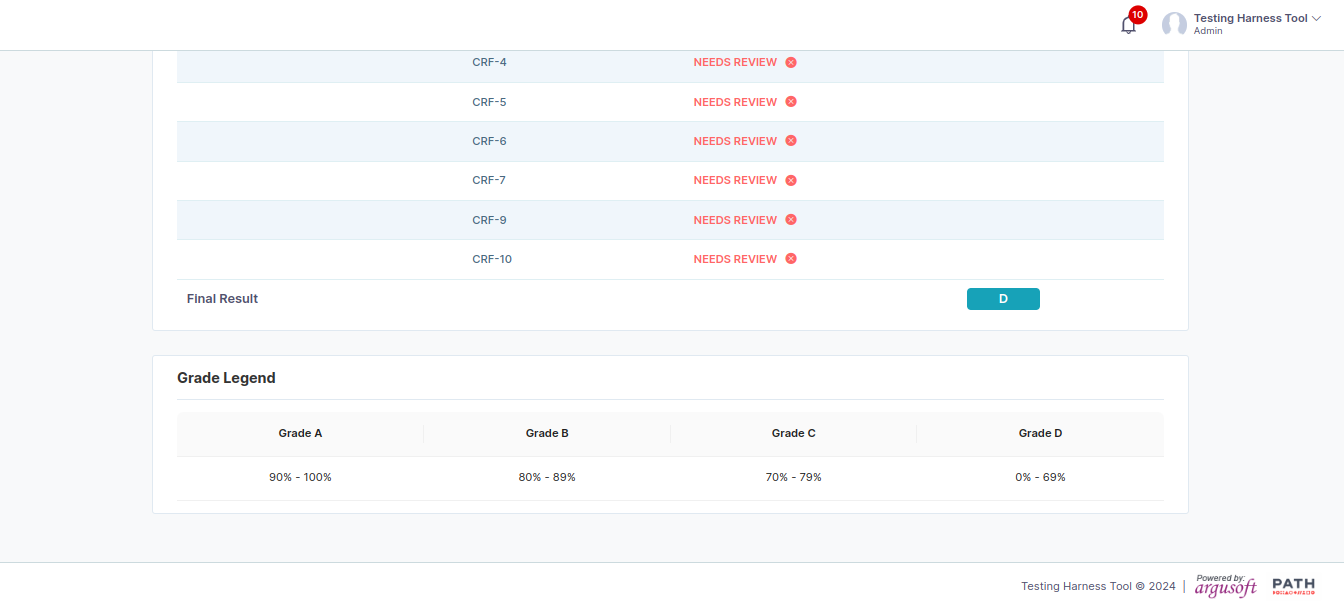 10
Testing Harness Tool
Admin
CRF-4 NEEDS REVIEW
CRF-5 NEEDS REVIEW
CRF-6 NEEDS REVIEW
CRF-7 NEEDS REVIEW
CRF-9 NEEDS REVIEW
CRF-10 NEEDS REVIEW
Final Result D
Grade Legend
Grade A Grade B Grade C Grade D
90% - 100% 80% - 89% 70% - 79% 0% - 69%
Testing Harness Tool © 2024 | Powered by: argusoft PATH